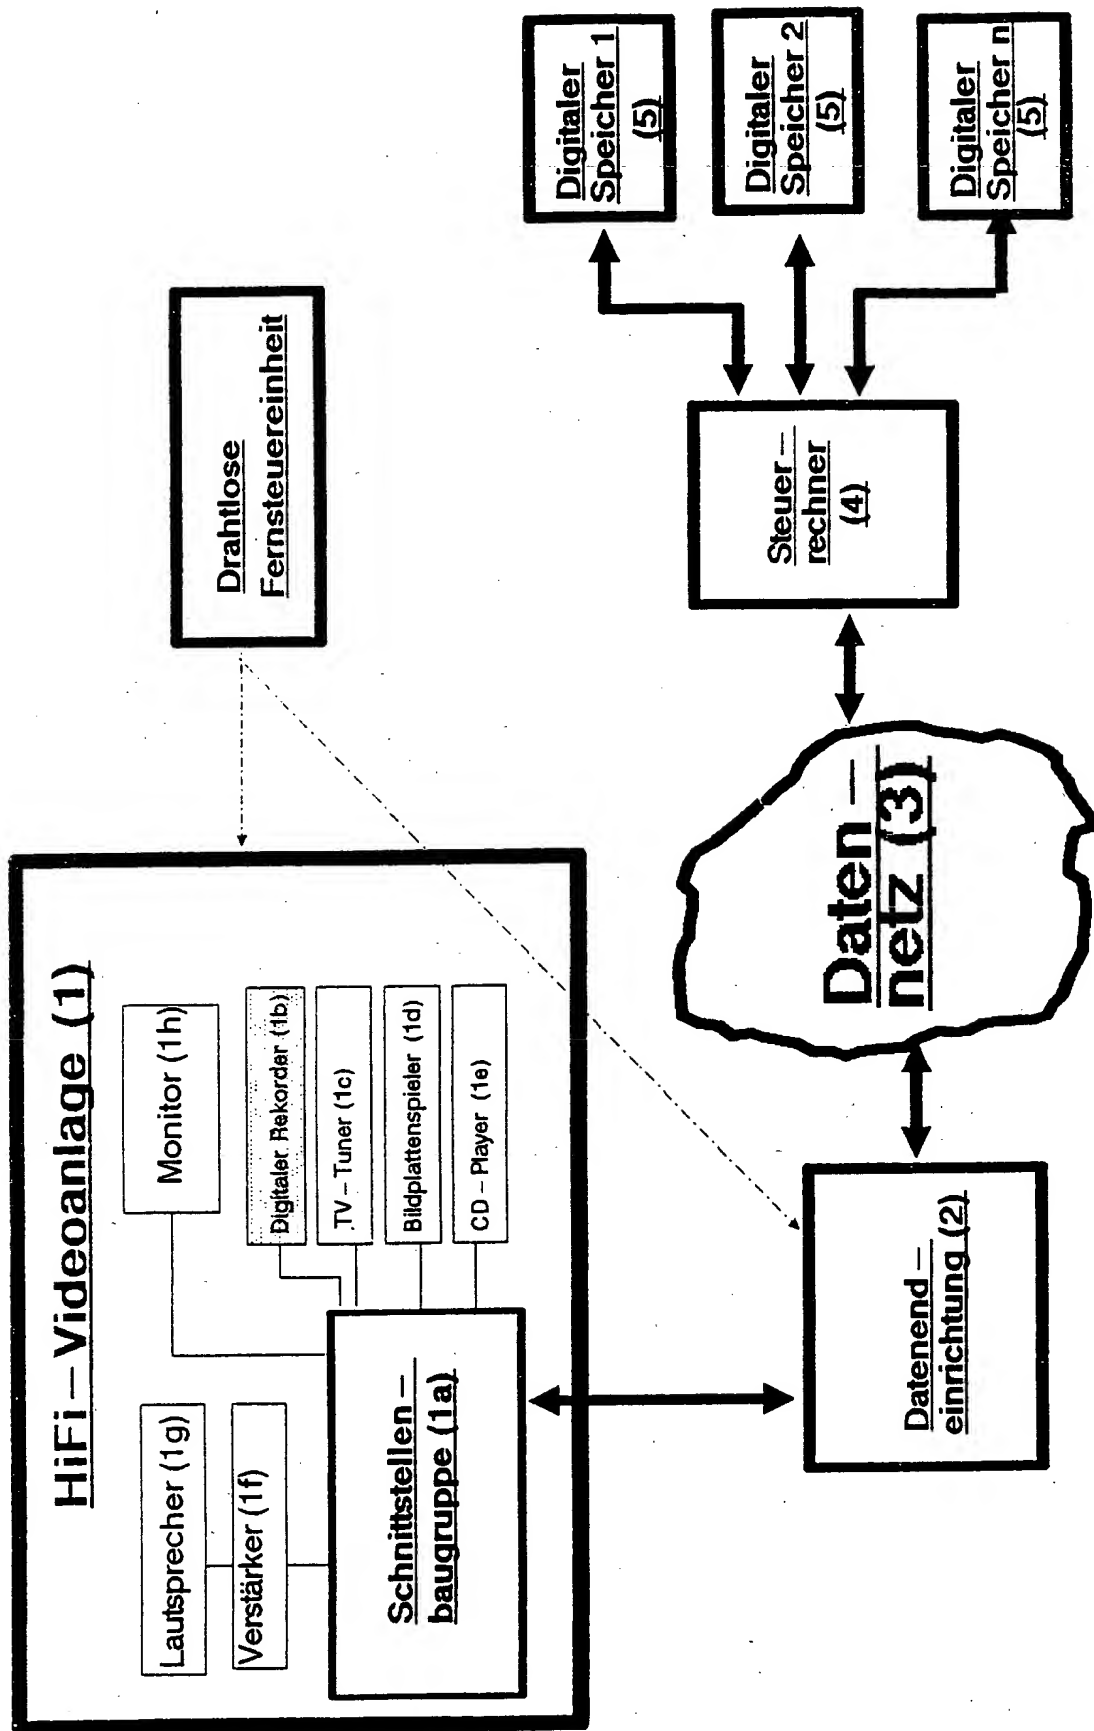 HiFi – Videoanlage (1)
Lautsprecher (1g)
Verstärker (1f)
Monitor (1h)
Digitaler Rekorder (1b)
TV – Tuner (1c)
Bildplattenspieler (1d)
CD – Player (1e)
Schnittstellen –
baugruppe (1a)
Drahtlose
Fernsteuereinheit
Datenend –
einrichtung (2)
Daten –
netz (3)
Steuer –
rechner
(4)
Digitaler
Speicher 1
(5)
Digitaler
Speicher 2
(5)
Digitaler
Speicher n
(5)